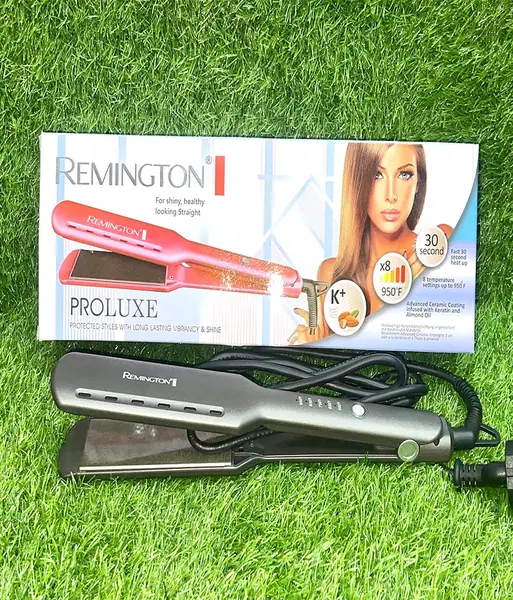 REMINGTON®
For shiny, healthy
looking Straight
REMINGTON
PROLUXE
PROTECTED STYLES WITH LONG LASTING VIBRANCY & SHINE
K+
x8
950°F
30
second
Fast 30
second
heat up
8 temperature
settings up to 950°F
Advanced Ceramic Coating
infused with Keratin and
Almond Oil
REMINGTON